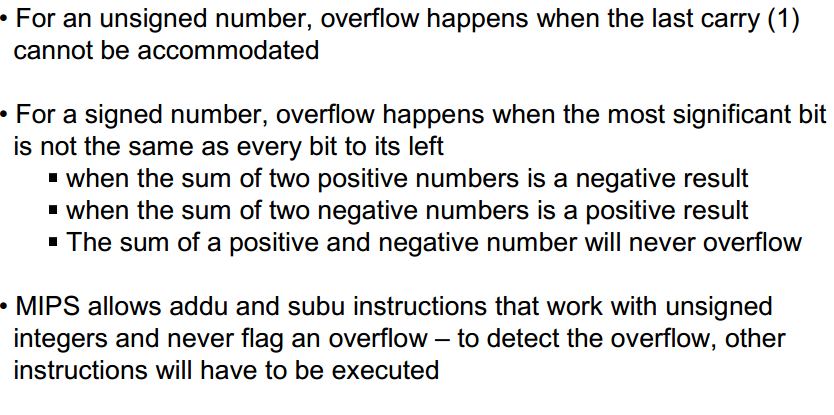 • For an unsigned number, overflow happens when the last carry (1)
cannot be accommodated
• For a signed number, overflow happens when the most significant bit
is not the same as every bit to its left
▪ when the sum of two positive numbers is a negative result
▪ when the sum of two negative numbers is a positive result
▪ The sum of a positive and negative number will never overflow
• MIPS allows addu and subu instructions that work with unsigned
integers and never flag an overflow – to detect the overflow, other
instructions will have to be executed